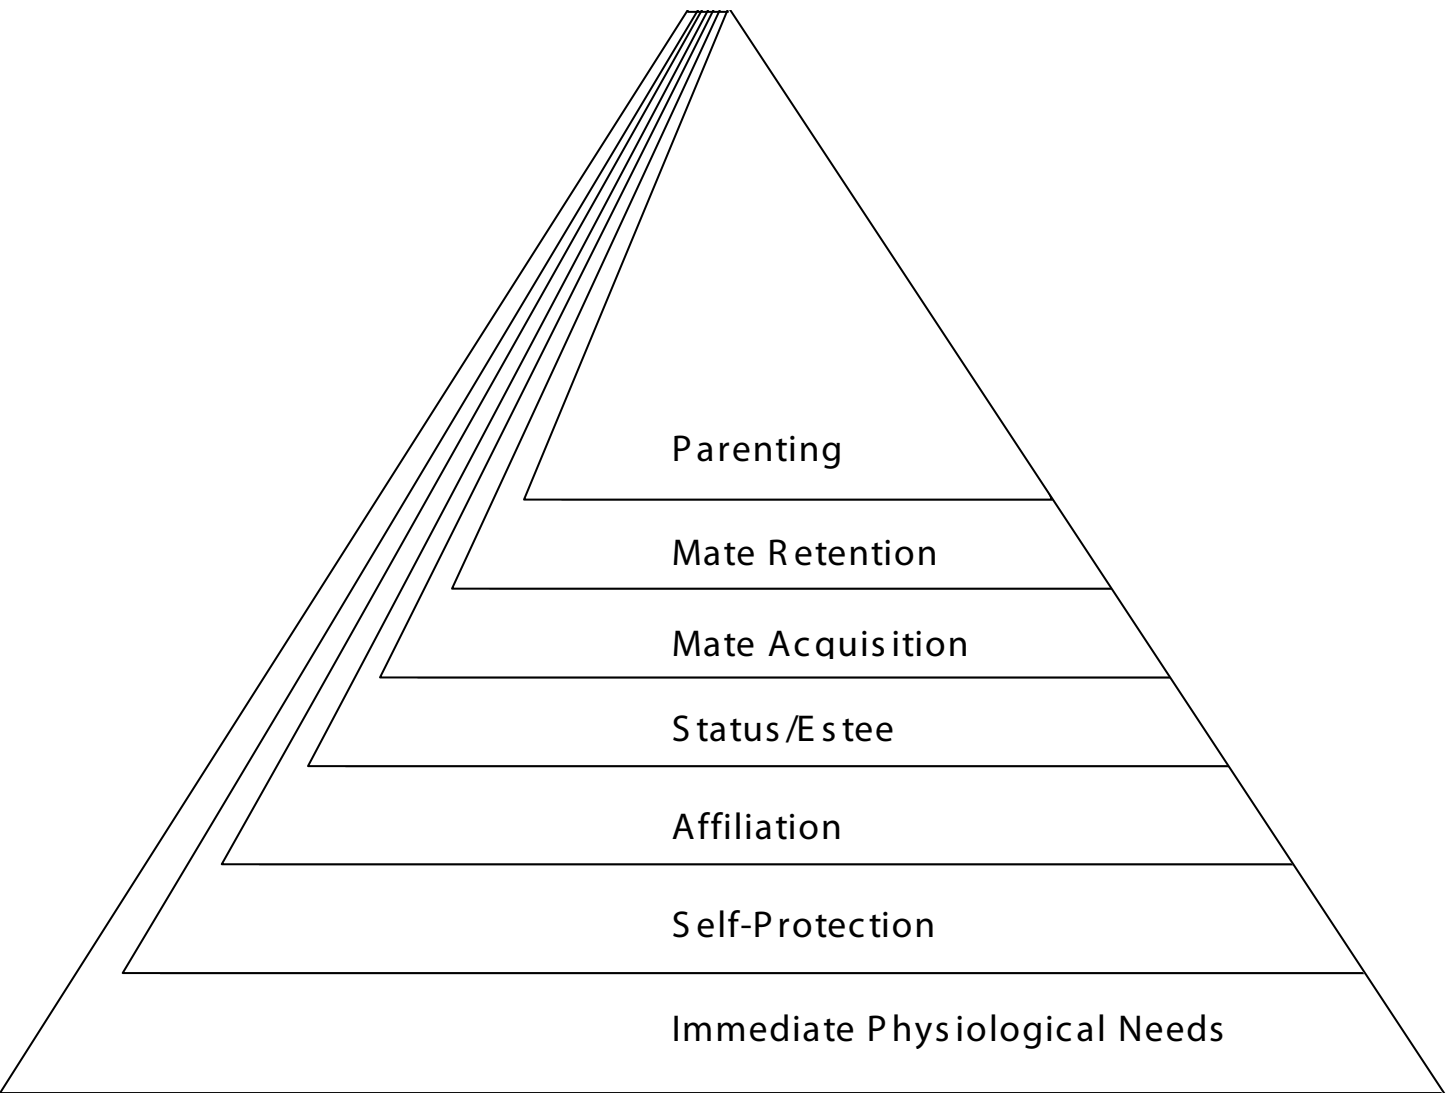 Parenting
Mate Retention
Mate Acquisition
Status/Estee
Affiliation
Self-Protection
Immediate Physiological Needs